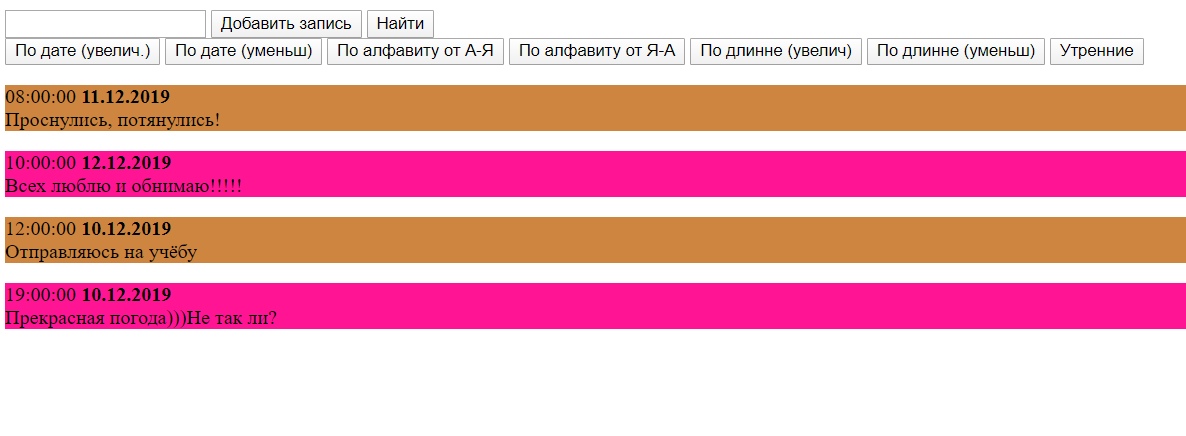 Добавить запись Найти
По дате (увелич.) По дате (уменьш) По алфавиту от А-Я По алфавиту от Я-А По длинне (увелич) По длинне (уменьш) Утренние
08:00:00 11.12.2019
Проснулись, потянулись!
10:00:00 12.12.2019
Всех люблю и обнимаю!!!!!
12:00:00 10.12.2019
Отправляюсь на учёбу
19:00:00 10.12.2019
Прекрасная погода)))Не так ли?